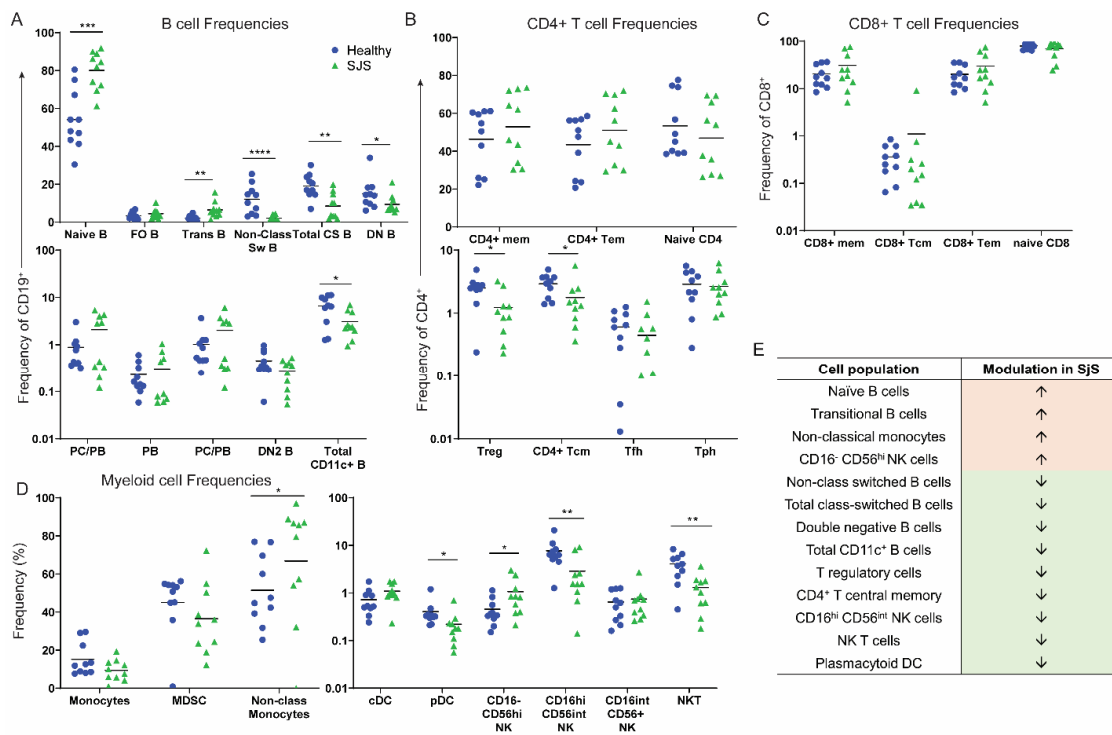 A
B cell Frequencies
***
Healthy
SJS
**
****
**
*
100
80
60
40
20
0
Naive B
FO B
Trans B
Non-Class
Sw B
Total CS B
DN B
Frequency of CD19⁺
*
100
10
1
0.1
0.01
PC/PB
PB
PC/PB
DN2 B
Total
CD11c+ B
B
CD4+ T cell Frequencies
100
80
60
40
20
0
CD4+ mem
CD4+ Tem
Naive CD4
Frequency of CD4⁺
*
*
10
1
0.1
0.01
Treg
CD4+ Tcm
Tfh
Tph
C
CD8+ T cell Frequencies
Frequency of CD8⁺
100
10
1
0.1
0.01
CD8+ mem
CD8+ Tcm
CD8+ Tem
naive CD8
D
Myeloid cell Frequencies
Frequency (%)
*
100
80
60
40
20
0
Monocytes
MDSC
Non-class
Monocytes
*
*
**
**
100
10
1
0.1
0.01
cDC
pDC
CD16-
CD56hi
NK
CD16hi
CD56int
NK
CD16int
CD56+
NK
NKT
E
Cell population Modulation in SjS
Naïve B cells ↑
Transitional B cells ↑
Non-classical monocytes ↑
CD16⁻ CD56ʰⁱ NK cells ↑
Non-class switched B cells ↓
Total class-switched B cells ↓
Double negative B cells ↓
Total CD11c⁺ B cells ↓
T regulatory cells ↓
CD4⁺ T central memory ↓
CD16ʰⁱ CD56ⁱⁿᵗ NK cells ↓
NK T cells ↓
Plasmacytoid DC ↓